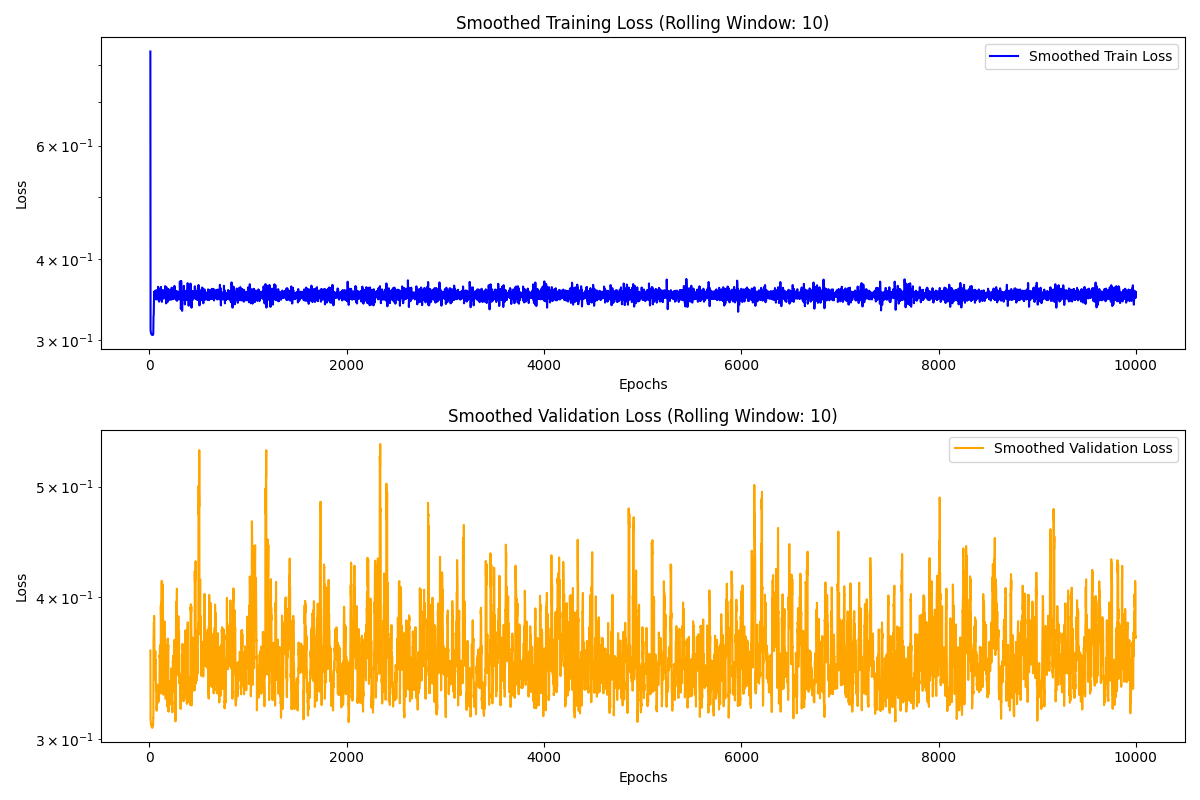 Smoothed Training Loss (Rolling Window: 10)
Smoothed Train Loss
Loss
6 × 10⁻¹
4 × 10⁻¹
3 × 10⁻¹
0 2000 4000 6000 8000 10000
Epochs
Smoothed Validation Loss (Rolling Window: 10)
Smoothed Validation Loss
Loss
5 × 10⁻¹
4 × 10⁻¹
3 × 10⁻¹
0 2000 4000 6000 8000 10000
Epochs